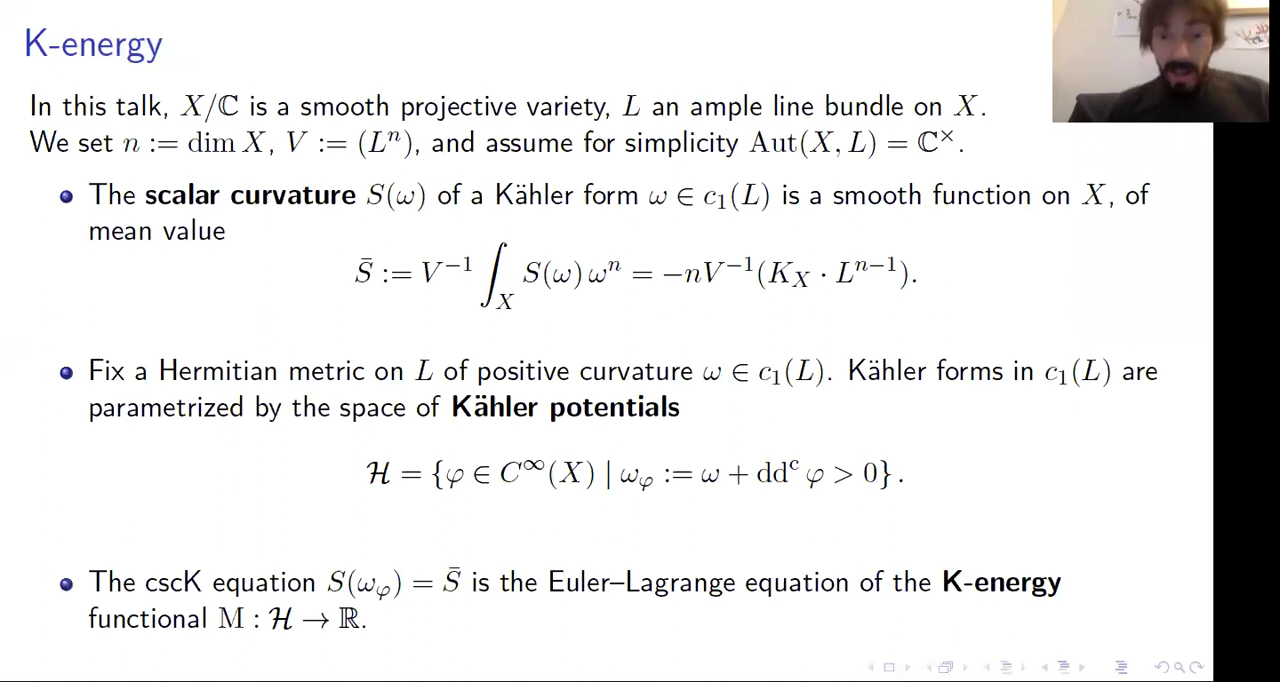 K-energy
In this talk, X/ℂ is a smooth projective variety, L an ample line bundle on X.
We set n := dim X, V := (Lⁿ), and assume for simplicity Aut(X, L) = ℂ×.
The scalar curvature S(ω) of a Kähler form ω ∈ c₁(L) is a smooth function on X, of
mean value
S̄ := V⁻¹ ∫_X S(ω) ωⁿ = −nV⁻¹(K_X · Lⁿ⁻¹).
Fix a Hermitian metric on L of positive curvature ω ∈ c₁(L). Kähler forms in c₁(L) are
parametrized by the space of Kähler potentials
ℋ = {φ ∈ C^∞(X) | ω_φ := ω + dd^c φ > 0}.
The cscK equation S(ω_φ) = S̄ is the Euler–Lagrange equation of the K-energy
functional M : ℋ → ℝ.